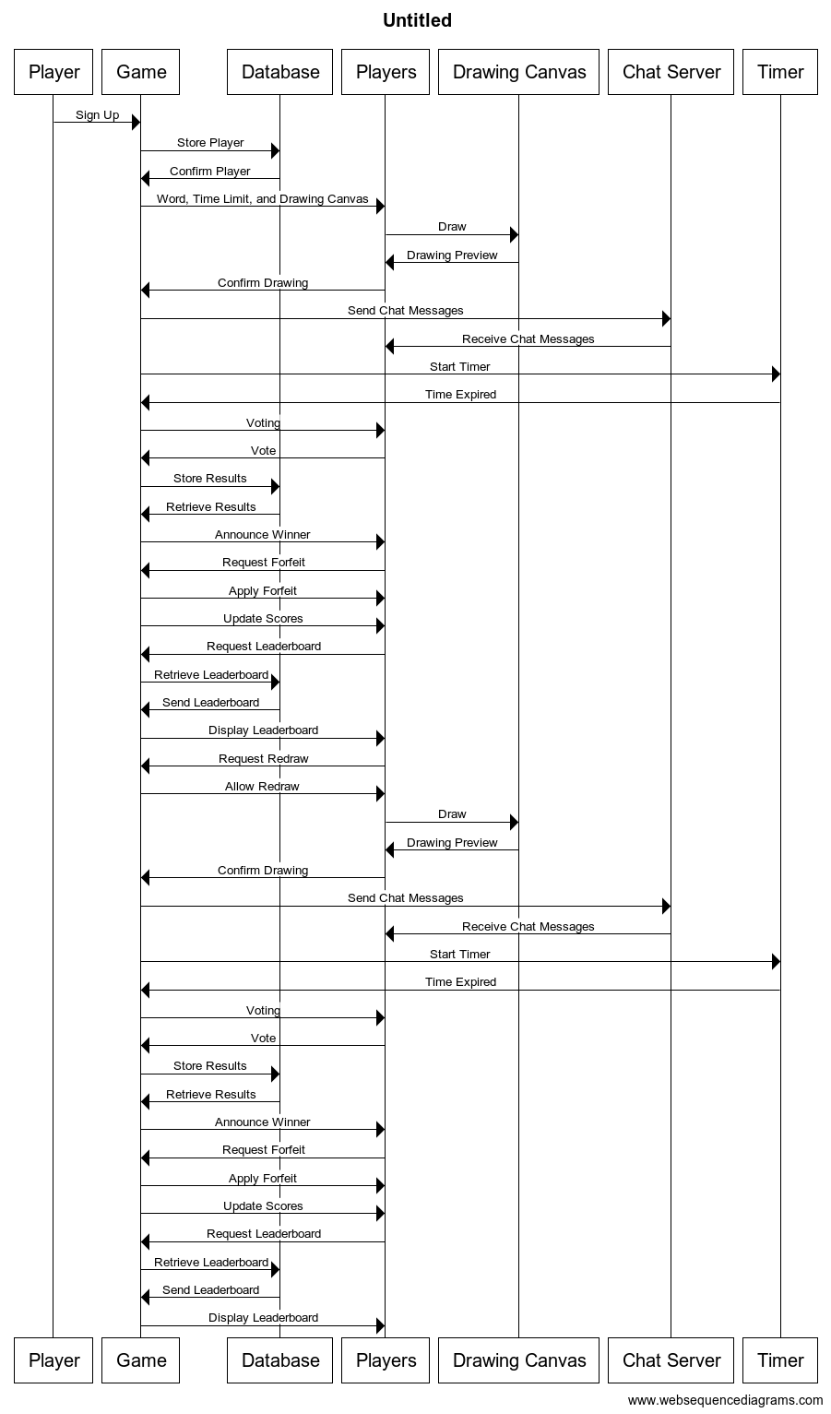 Untitled
Player Game Database Players Drawing Canvas Chat Server Timer
Sign Up
Store Player
Confirm Player
Word, Time Limit, and Drawing Canvas
Draw
Drawing Preview
Confirm Drawing
Send Chat Messages
Receive Chat Messages
Start Timer
Time Expired
Voting
Vote
Store Results
Retrieve Results
Announce Winner
Request Forfeit
Apply Forfeit
Update Scores
Request Leaderboard
Retrieve Leaderboard
Send Leaderboard
Display Leaderboard
Request Redraw
Allow Redraw
Draw
Drawing Preview
Confirm Drawing
Send Chat Messages
Receive Chat Messages
Start Timer
Time Expired
Voting
Vote
Store Results
Retrieve Results
Announce Winner
Request Forfeit
Apply Forfeit
Update Scores
Request Leaderboard
Retrieve Leaderboard
Send Leaderboard
Display Leaderboard
Player Game Database Players Drawing Canvas Chat Server Timer
www.websequencediagrams.com